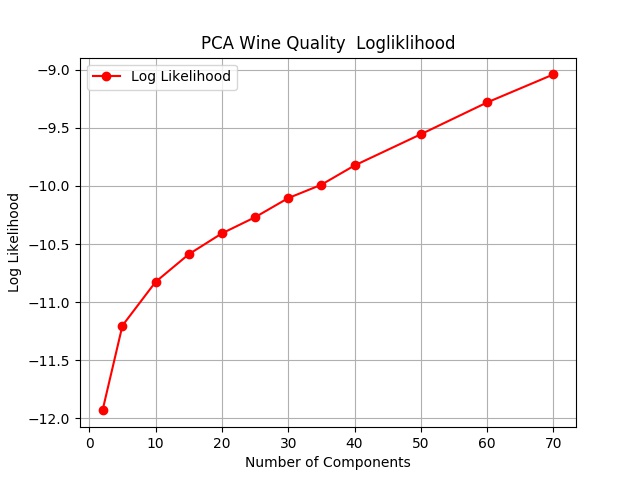 PCA Wine Quality  Logliklihood
Log Likelihood
−9.0
−9.5
−10.0
−10.5
−11.0
−11.5
−12.0
Log Likelihood
0 10 20 30 40 50 60 70
Number of Components